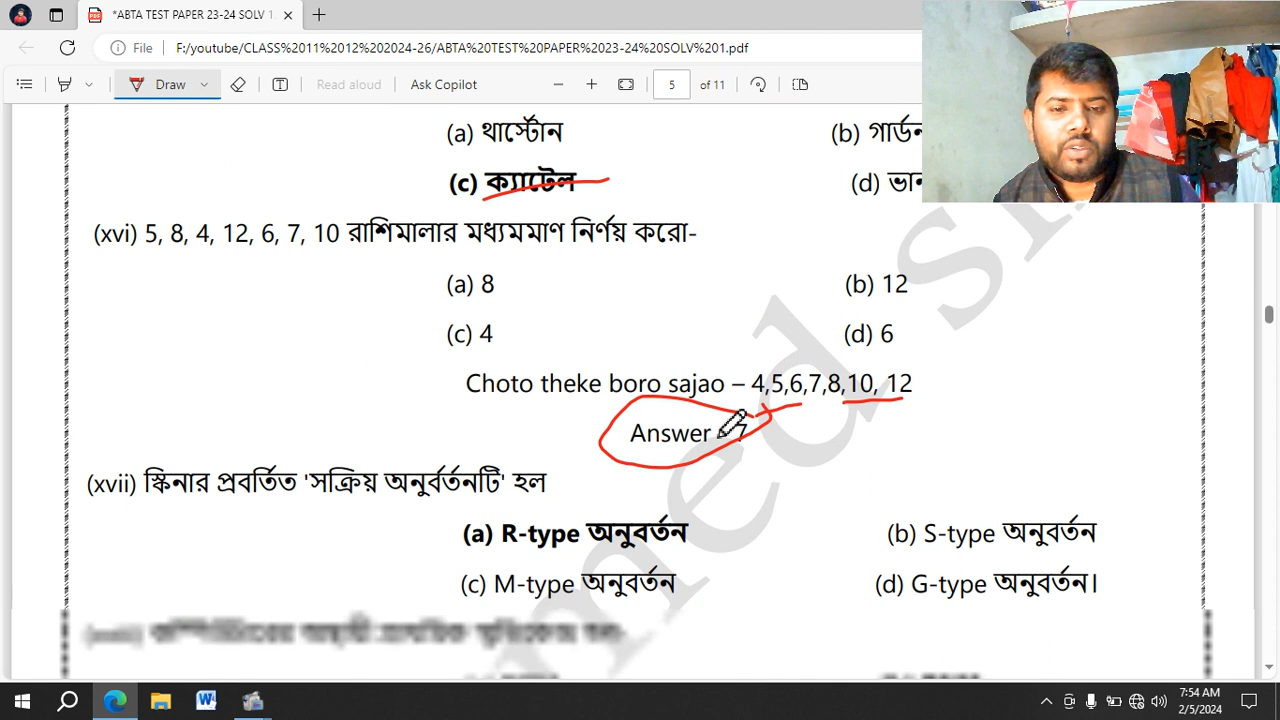 *ABTA TEST PAPER 23-24 SOLV 1.
File F:/youtube/CLASS%2011%2012%202024-26/ABTA%20TEST%20PAPER%2023-24%20SOLV%201.pdf
Draw Read aloud Ask Copilot 5 of 11
(a) থার্স্টোন (b) গার্ডন
(c) ক্যাটেল (d) ভান
(xvi) 5, 8, 4, 12, 6, 7, 10 রাশিমালার মধ্যমমাণ নির্ণয় করো-
(a) 8 (b) 12
(c) 4 (d) 6
Choto theke boro sajao – 4,5,6,7,8,10, 12
Answer 7
(xvii) স্কিনার প্রবর্তিত 'সক্রিয় অনুর্বর্তনটি' হল
(a) R-type অনুবর্তন (b) S-type অনুবর্তন
(c) M-type অনুবর্তন (d) G-type অনুবর্তন।
7:54 AM
2/5/2024